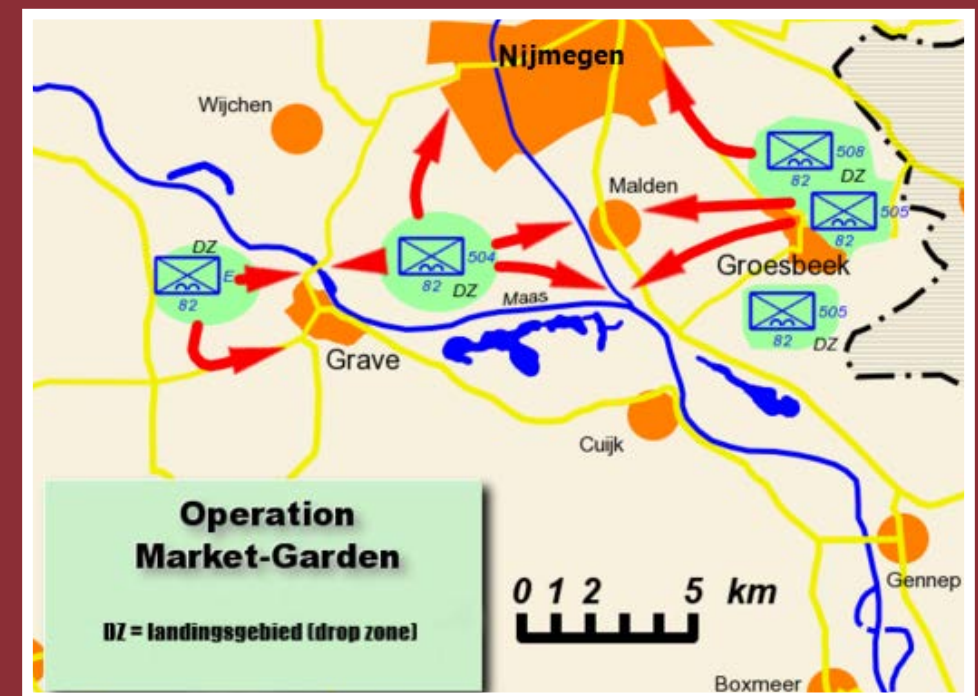 Nijmegen
Wijchen
508
82
DZ
Malden
505
82
DZ
504
82
DZ
E
82
DZ
Groesbeek
505
82
DZ
Maas
Grave
Cuijk
Operation
Market-Garden
DZ = landingsgebied (drop zone)
0 1 2 5 km
Gennep
Boxmeer